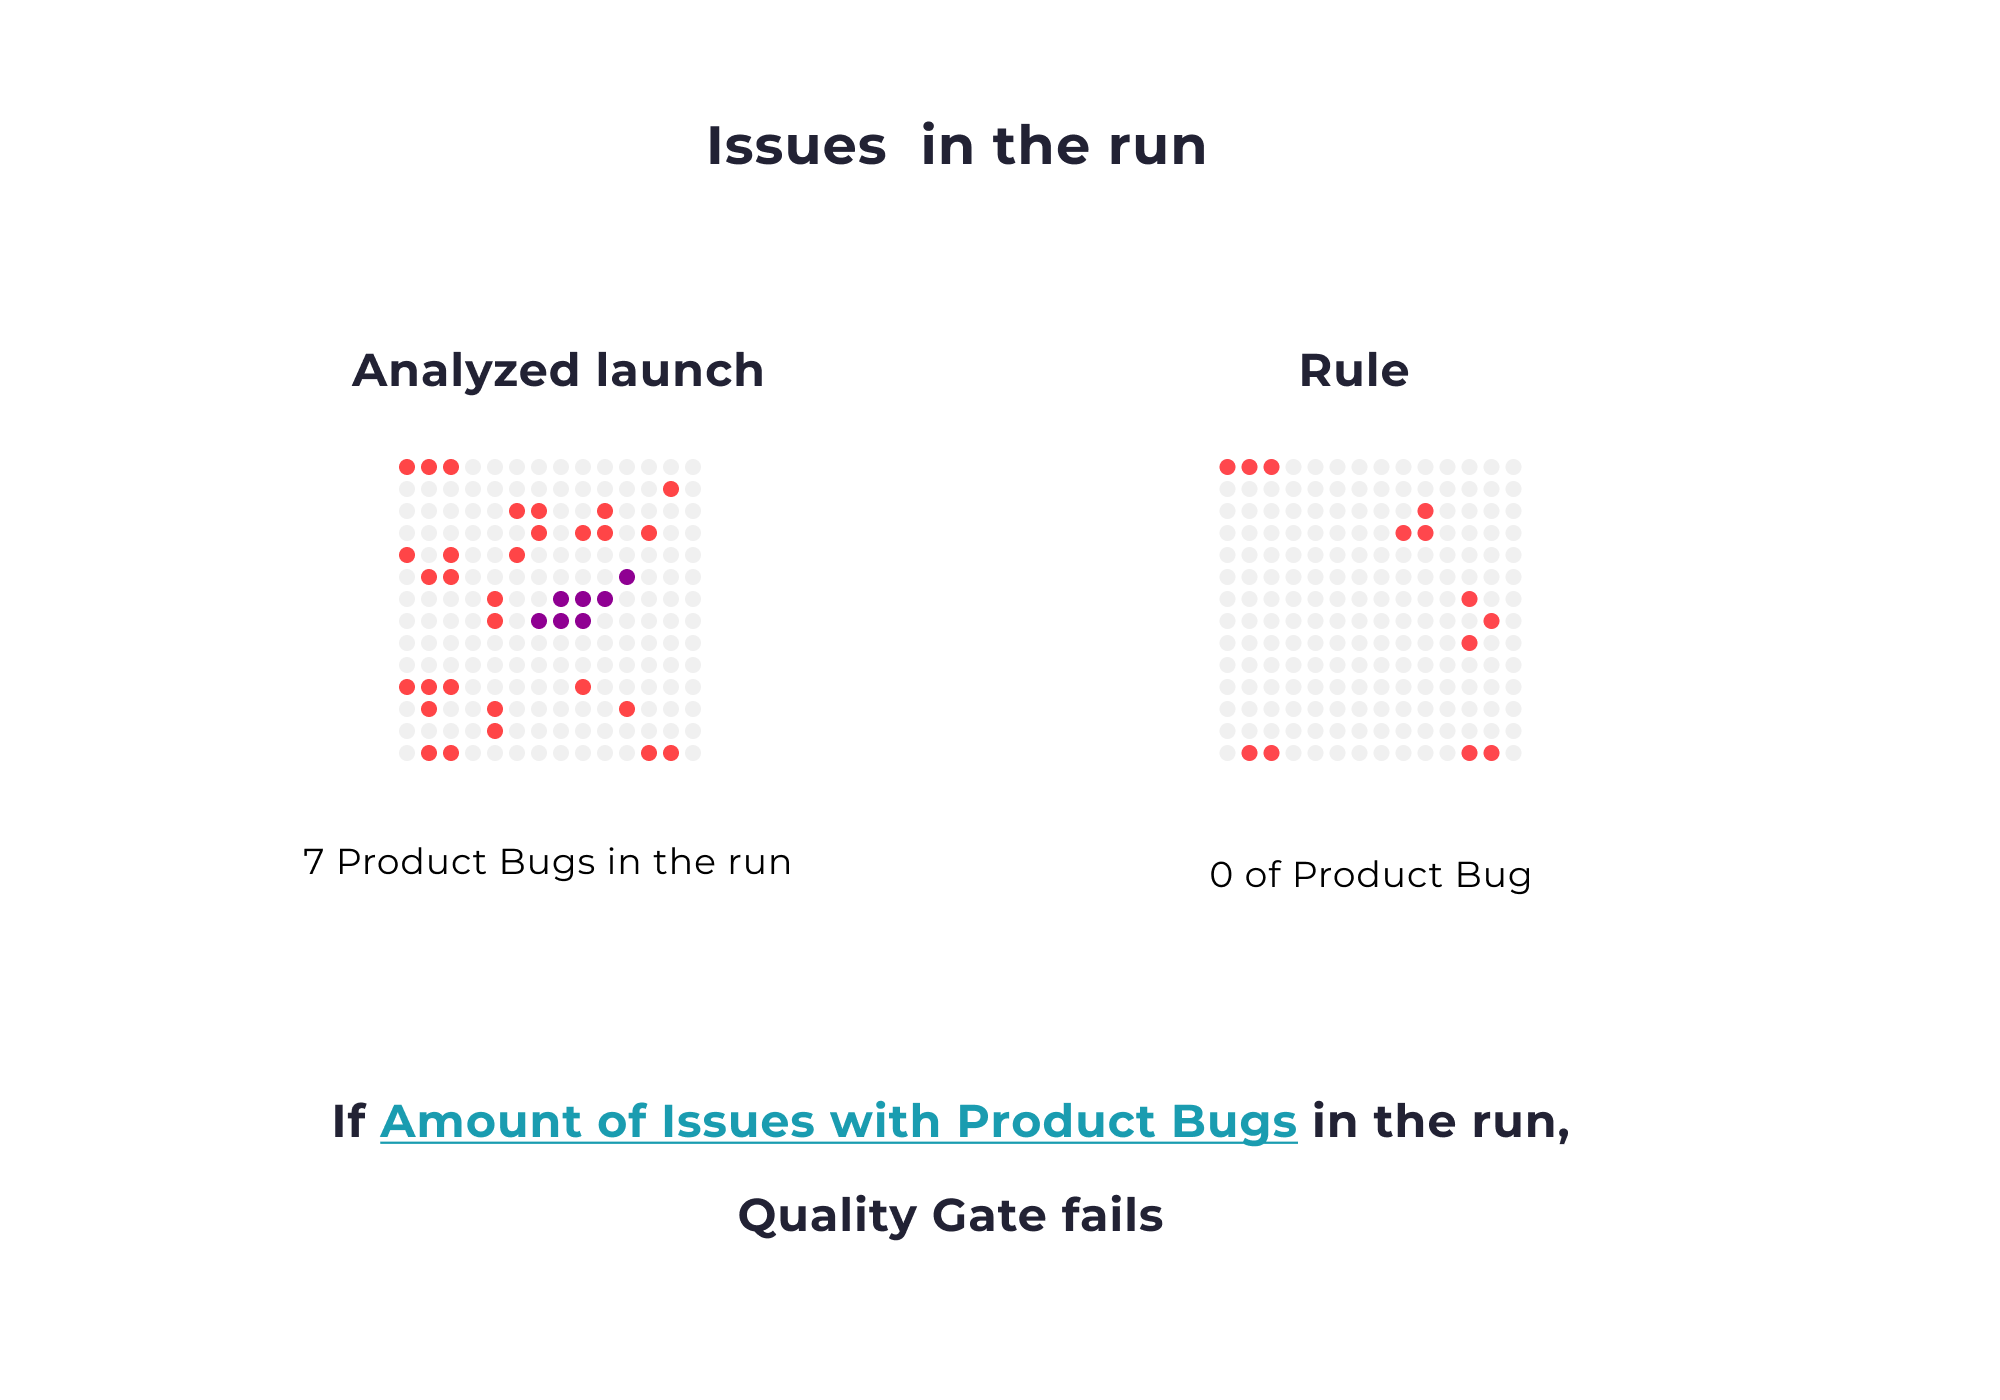 Issues in the run
Analyzed launch
Rule
7 Product Bugs in the run
0 of Product Bug
If Amount of Issues with Product Bugs in the run,
Quality Gate fails